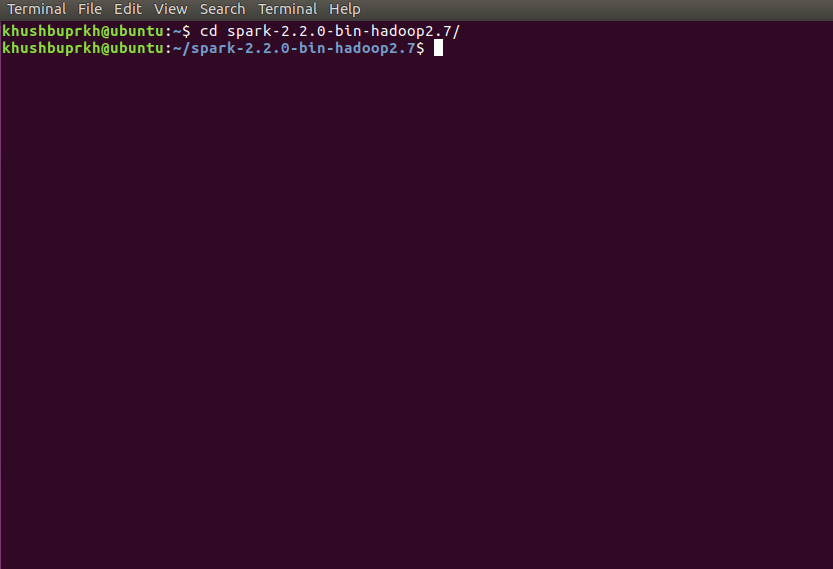 Terminal File Edit View Search Terminal Help
khushbuprkh@ubuntu:~$ cd spark-2.2.0-bin-hadoop2.7/
khushbuprkh@ubuntu:~/spark-2.2.0-bin-hadoop2.7$